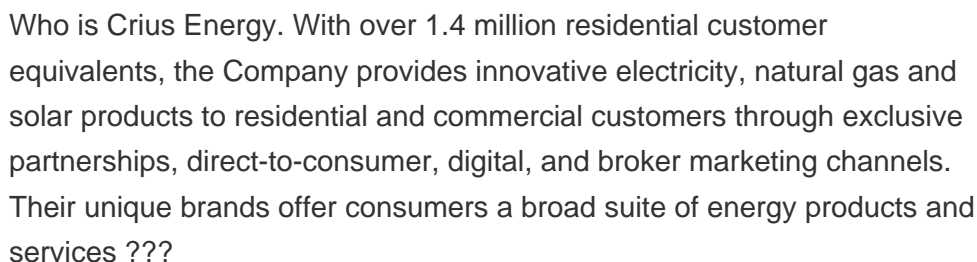 Who is Crius Energy. With over 1.4 million residential customer
equivalents, the Company provides innovative electricity, natural gas and
solar products to residential and commercial customers through exclusive
partnerships, direct-to-consumer, digital, and broker marketing channels.
Their unique brands offer consumers a broad suite of energy products and
services ???